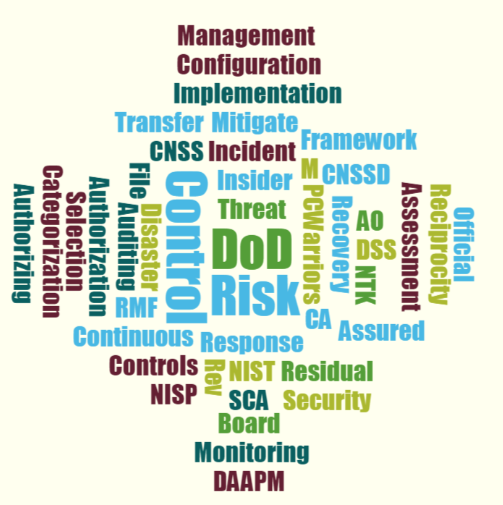 Management
Configuration
Implementation
Transfer Mitigate
Framework
CNSS Incident
M
CNSSD
File
Insider
Control
Threat
PCWarriors
Recovery
AO
DSS
NTK
Assessment
Reciprocity
Official
Authorizing
Categorization
Selection
Authorization
Auditing
Disaster
DoD
Risk
RMF
CA
Assured
Continuous
Response
Controls
Rev
NIST
Residual
NISP
SCA
Security
Board
Monitoring
DAAPM